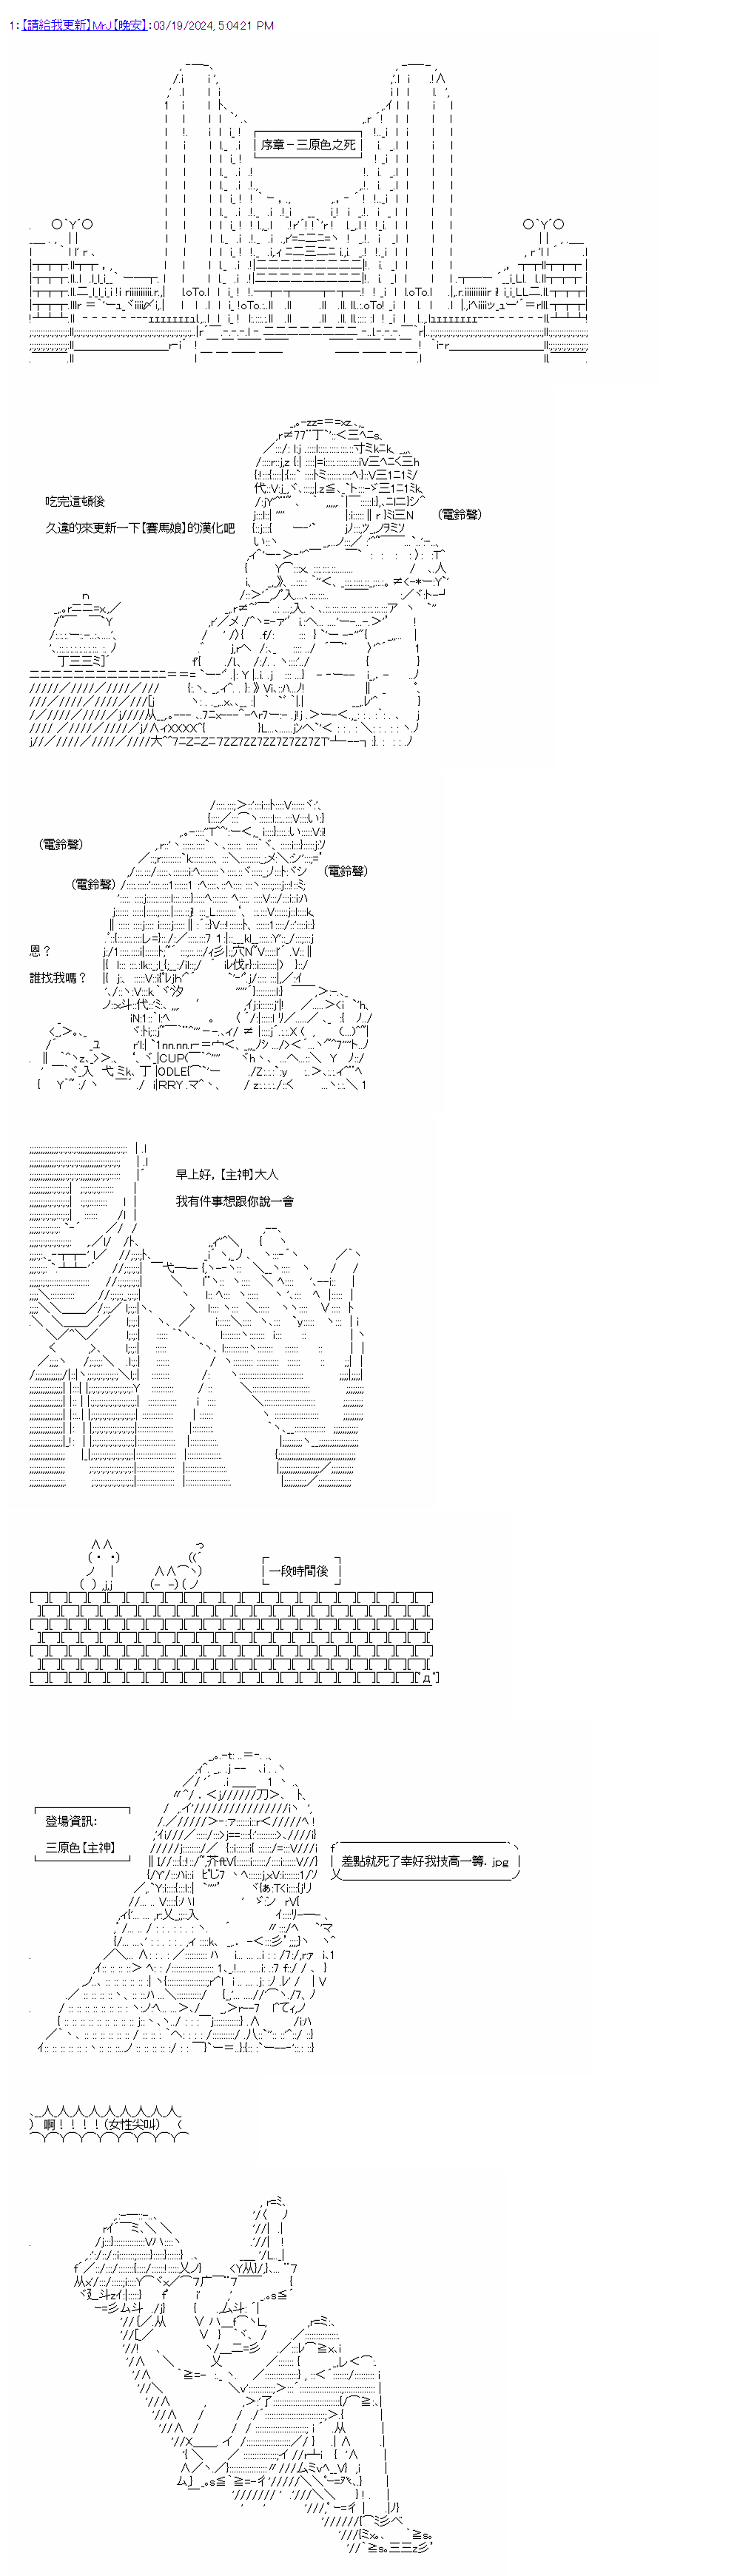 1:【請給我更新】MrJ【晚安】:03/19/2024, 5:04:21 PM
序章－三原色之死
吃完這頓後
久違的來更新一下【賽馬娘】的漢化吧
（電鈴聲）
（電鈴聲）
（電鈴聲）
（電鈴聲）
恩？
誰找我嗎？
早上好，【主神】大人
我有件事想跟你說一會
一段時間後
登場資訊：
三原色【主神】
差點就死了幸好我技高一籌．jpg
啊！！！！（女性尖叫）